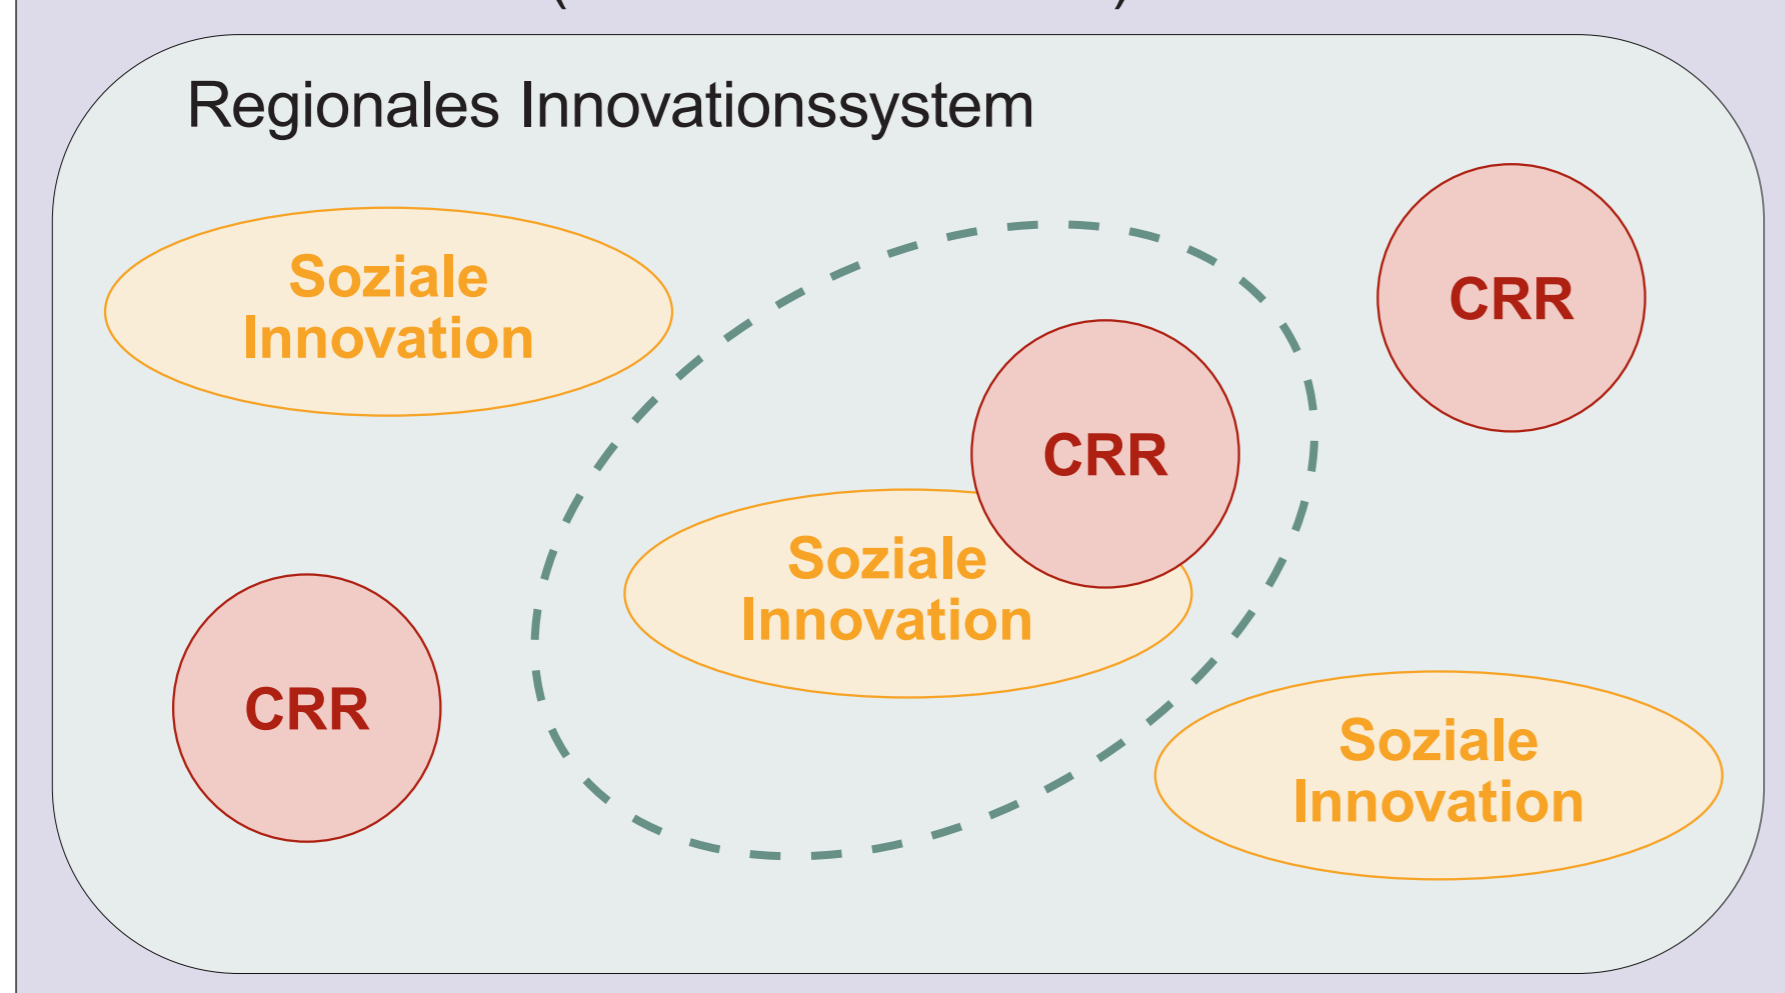 Regionales Innovationssystem
Soziale
Innovation
CRR
CRR
Soziale
Innovation
CRR
Soziale
Innovation